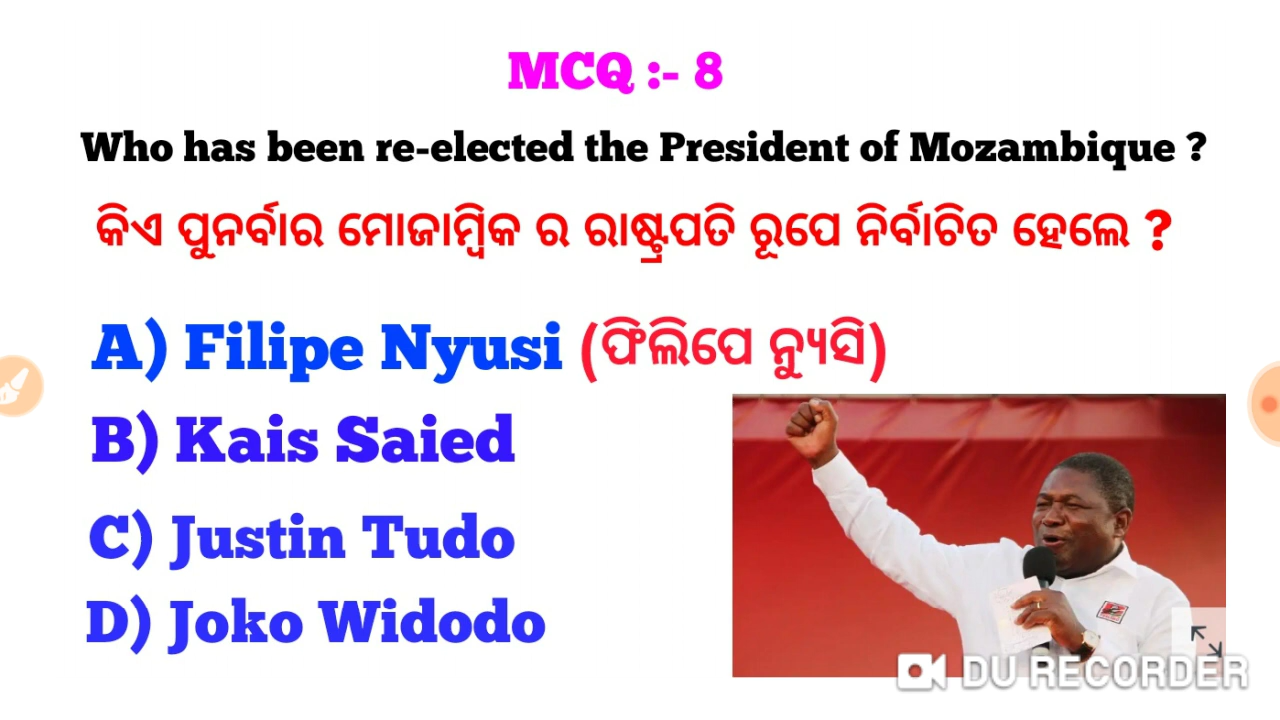 MCQ :- 8
Who has been re-elected the President of Mozambique ?
କିଏ ପୁନର୍ବାର ମୋଜାମ୍ବିକ ର ରାଷ୍ଟ୍ରପତି ରୂପେ ନିର୍ବାଚିତ ହେଲେ ?
A) Filipe Nyusi (ଫିଲିପେ ନ୍ୟୁସି)
B) Kais Saied
C) Justin Tudo
D) Joko Widodo
DU RECORDER